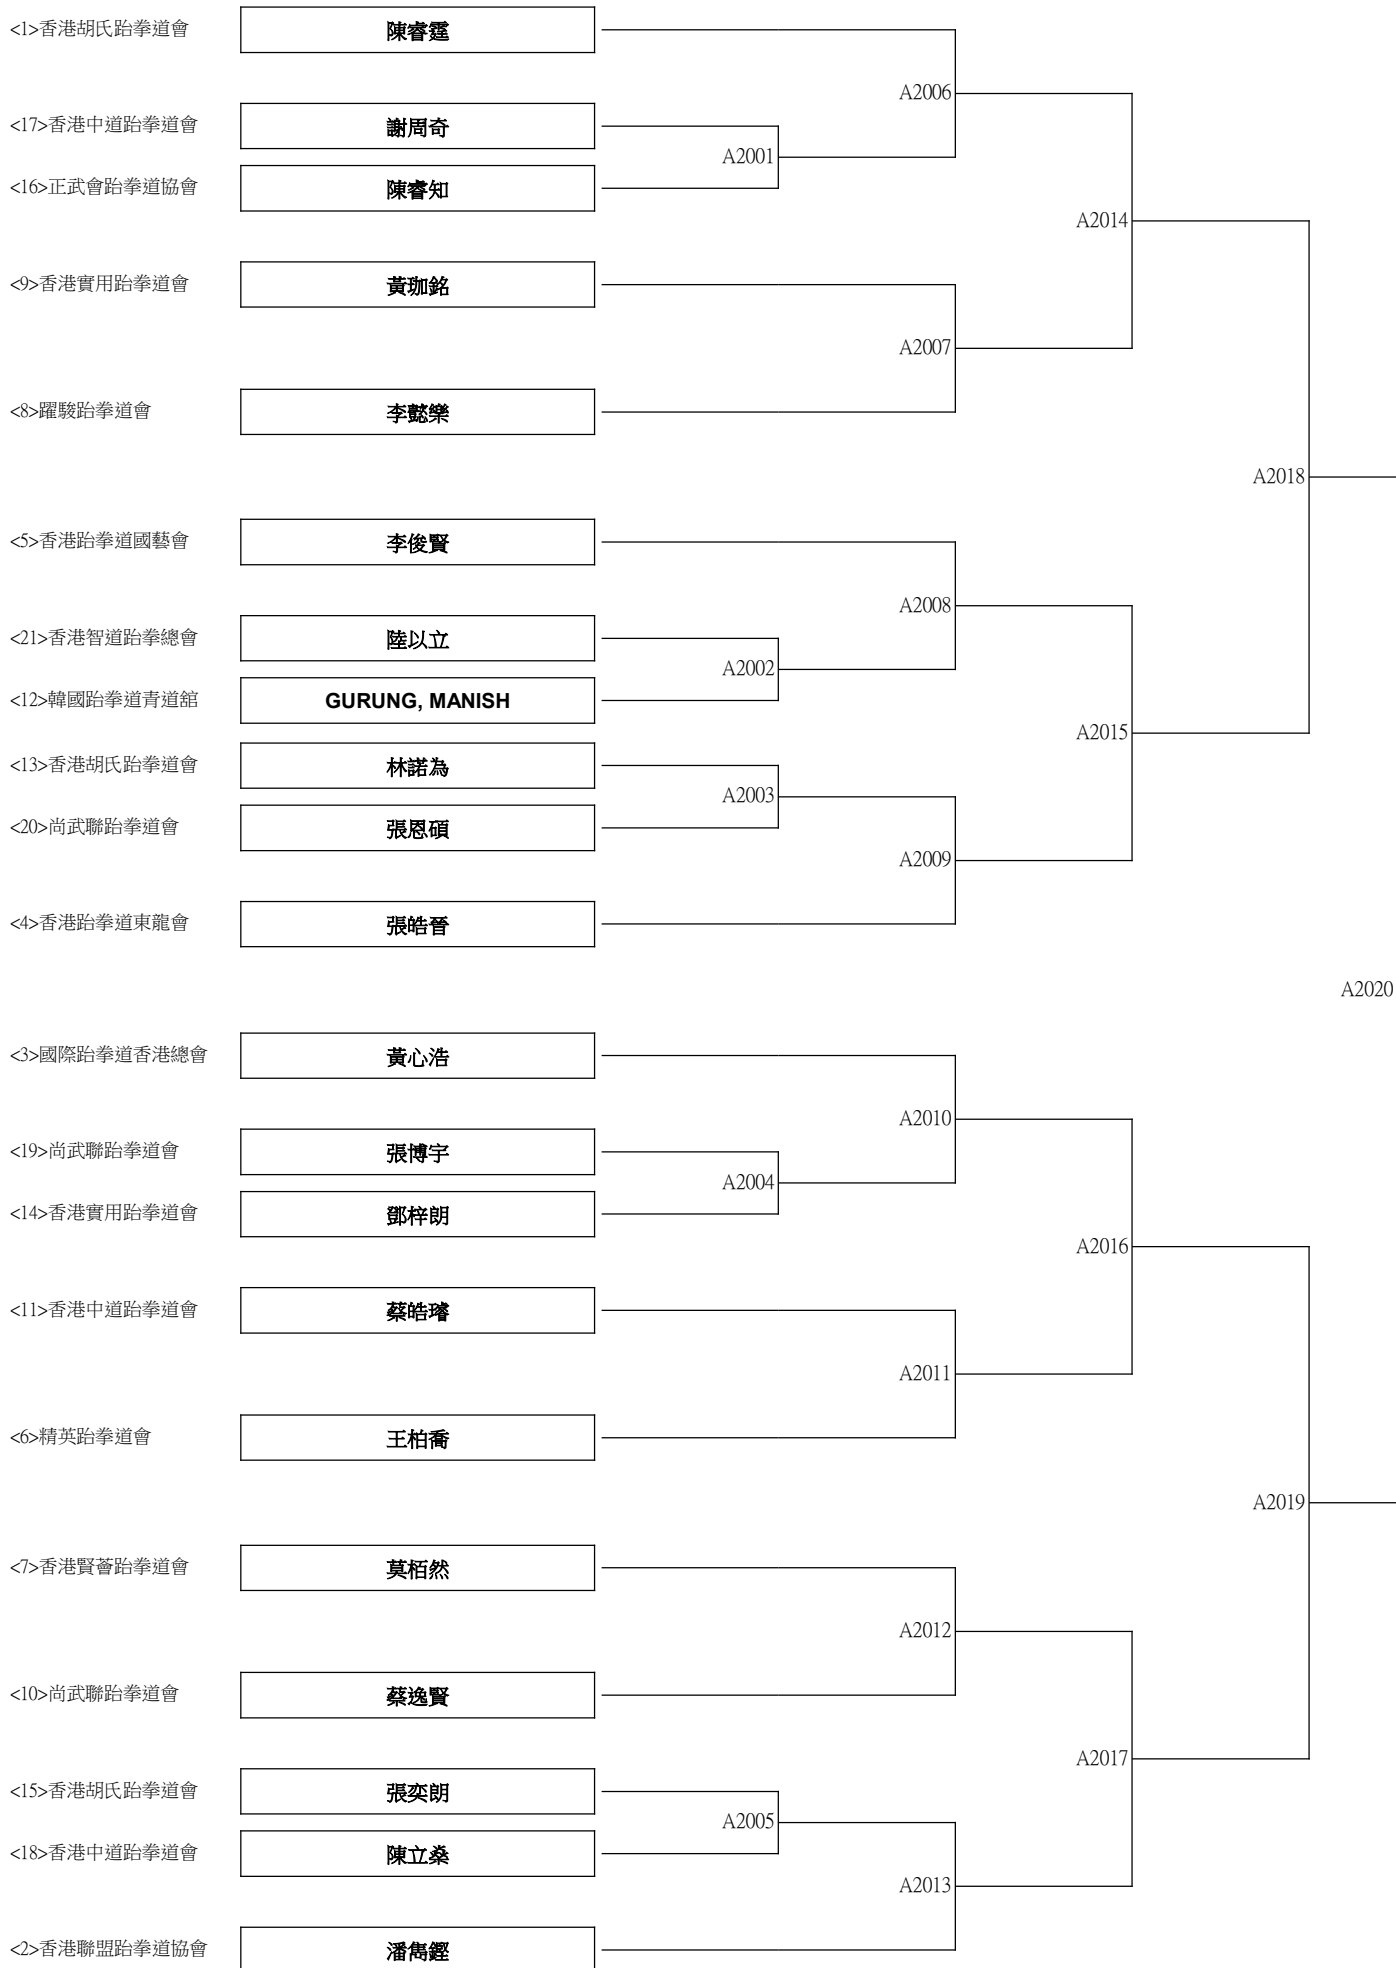 <1>香港胡氏跆拳道會 陳睿霆
A2006
<17>香港中道跆拳道會 謝周奇
A2001
<16>正武會跆拳道協會 陳睿知
A2014
<9>香港實用跆拳道會 黃珈銘
A2007
<8>躍駿跆拳道會 李懿樂
A2018
<5>香港跆拳道國藝會 李俊賢
A2008
<21>香港智道跆拳總會 陸以立
A2002
<12>韓國跆拳道青道舘 GURUNG, MANISH
A2015
<13>香港胡氏跆拳道會 林諾為
A2003
<20>尚武聯跆拳道會 張恩碩
A2009
<4>香港跆拳道東龍會 張皓晉
A2020
<3>國際跆拳道香港總會 黃心浩
A2010
<19>尚武聯跆拳道會 張博宇
A2004
<14>香港實用跆拳道會 鄧梓朗
A2016
<11>香港中道跆拳道會 蔡皓璿
A2011
<6>精英跆拳道會 王柏喬
A2019
<7>香港賢薈跆拳道會 莫栢然
A2012
<10>尚武聯跆拳道會 蔡逸賢
A2017
<15>香港胡氏跆拳道會 張奕朗
A2005
<18>香港中道跆拳道會 陳立燊
A2013
<2>香港聯盟跆拳道協會 潘雋鏗